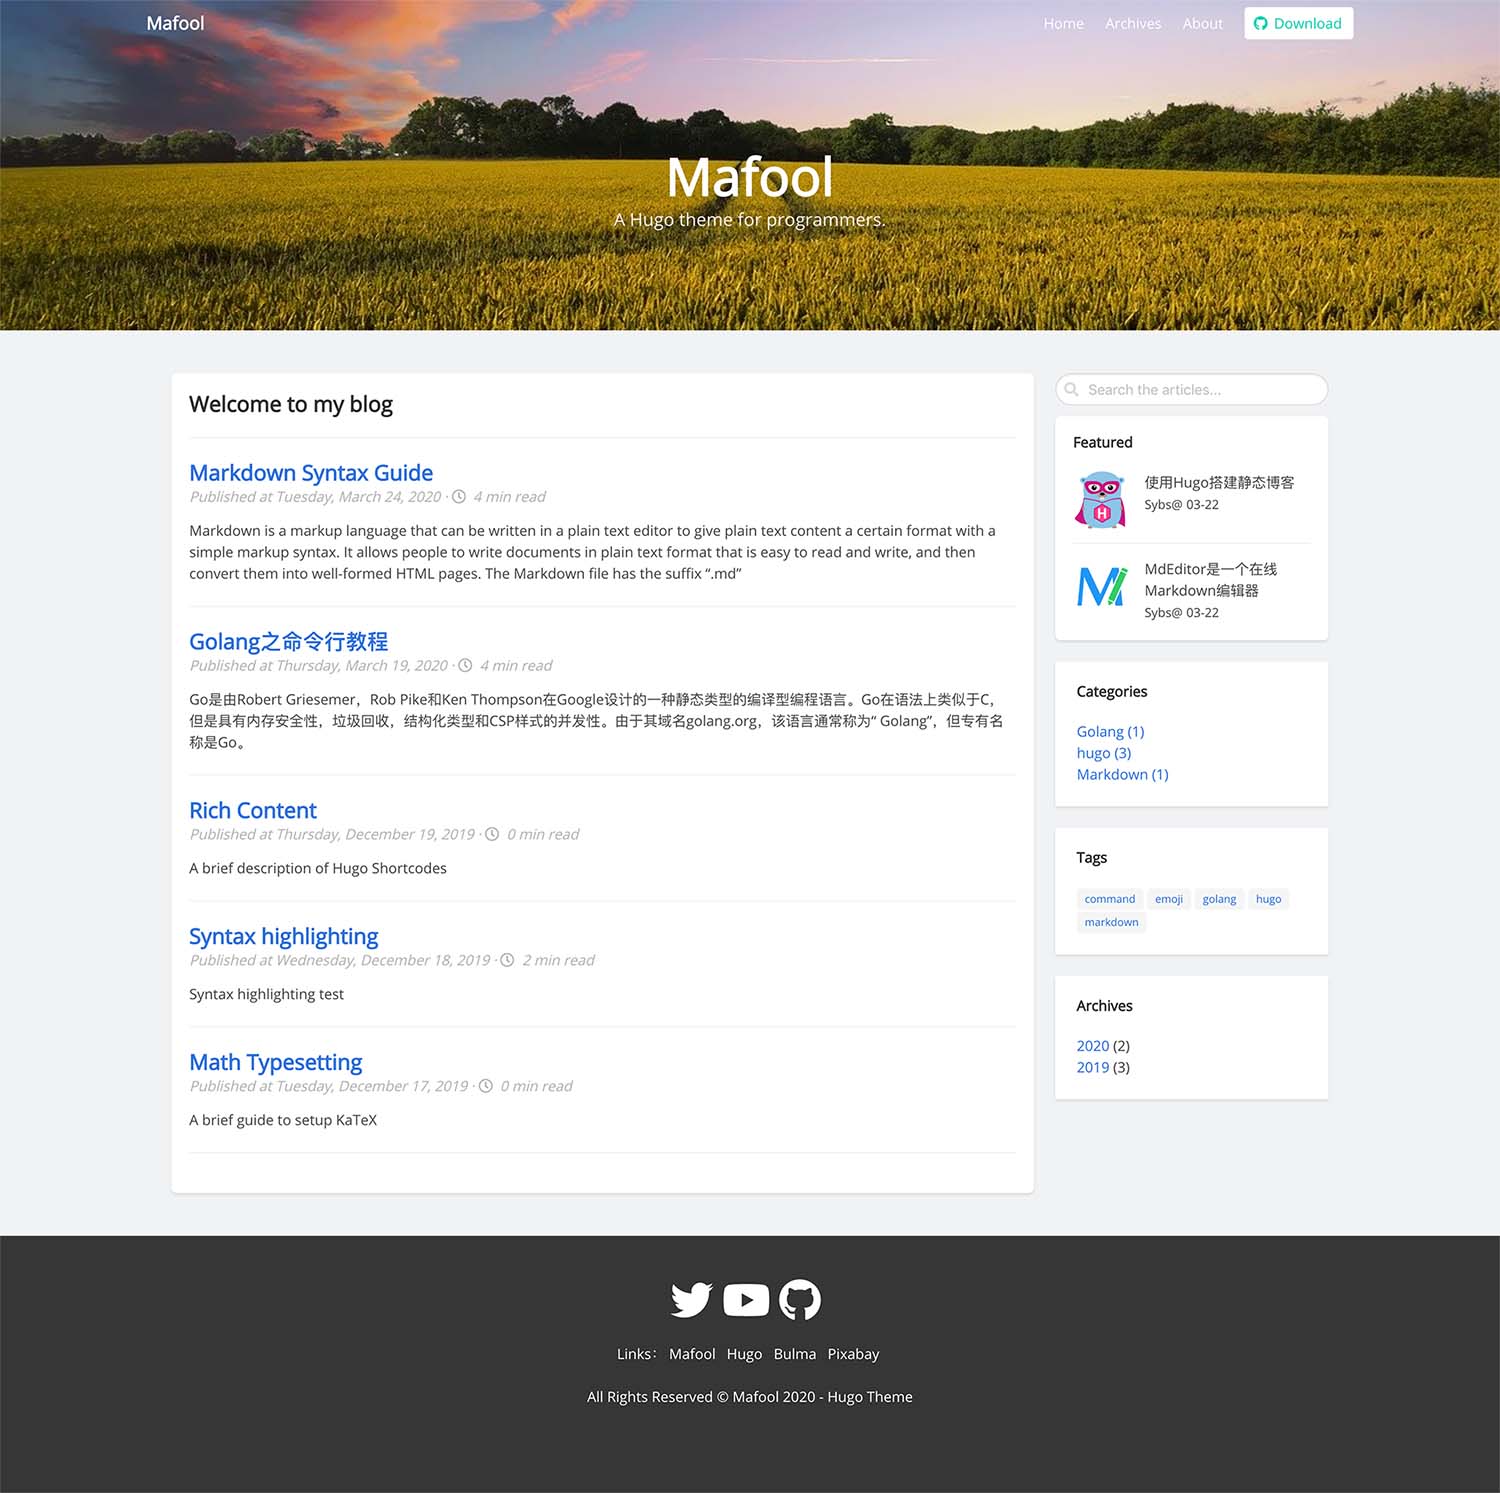 Mafool
Home Archives About Download
Mafool
A Hugo theme for programmers.
Welcome to my blog
Markdown Syntax Guide
Published at Tuesday, March 24, 2020 · 4 min read
Markdown is a markup language that can be written in a plain text editor to give plain text content a certain format with a
simple markup syntax. It allows people to write documents in plain text format that is easy to read and write, and then
convert them into well-formed HTML pages. The Markdown file has the suffix “.md”
Golang之命令行教程
Published at Thursday, March 19, 2020 · 4 min read
Go是由Robert Griesemer，Rob Pike和Ken Thompson在Google设计的一种静态类型的编译型编程语言。Go在语法上类似于C，
但是具有内存安全性，垃圾回收，结构化类型和CSP样式的并发性。由于其域名golang.org，该语言通常称为“ Golang”，但专有名
称是Go。
Rich Content
Published at Thursday, December 19, 2019 · 0 min read
A brief description of Hugo Shortcodes
Syntax highlighting
Published at Wednesday, December 18, 2019 · 2 min read
Syntax highlighting test
Math Typesetting
Published at Tuesday, December 17, 2019 · 0 min read
A brief guide to setup KaTeX
Search the articles...
Featured
H
使用Hugo搭建静态博客
Sybs@ 03-22
MdEditor是一个在线
Markdown编辑器
Sybs@ 03-22
Categories
Golang (1)
hugo (3)
Markdown (1)
Tags
command emoji golang hugo
markdown
Archives
2020 (2)
2019 (3)
Links： Mafool Hugo Bulma Pixabay
All Rights Reserved © Mafool 2020 - Hugo Theme